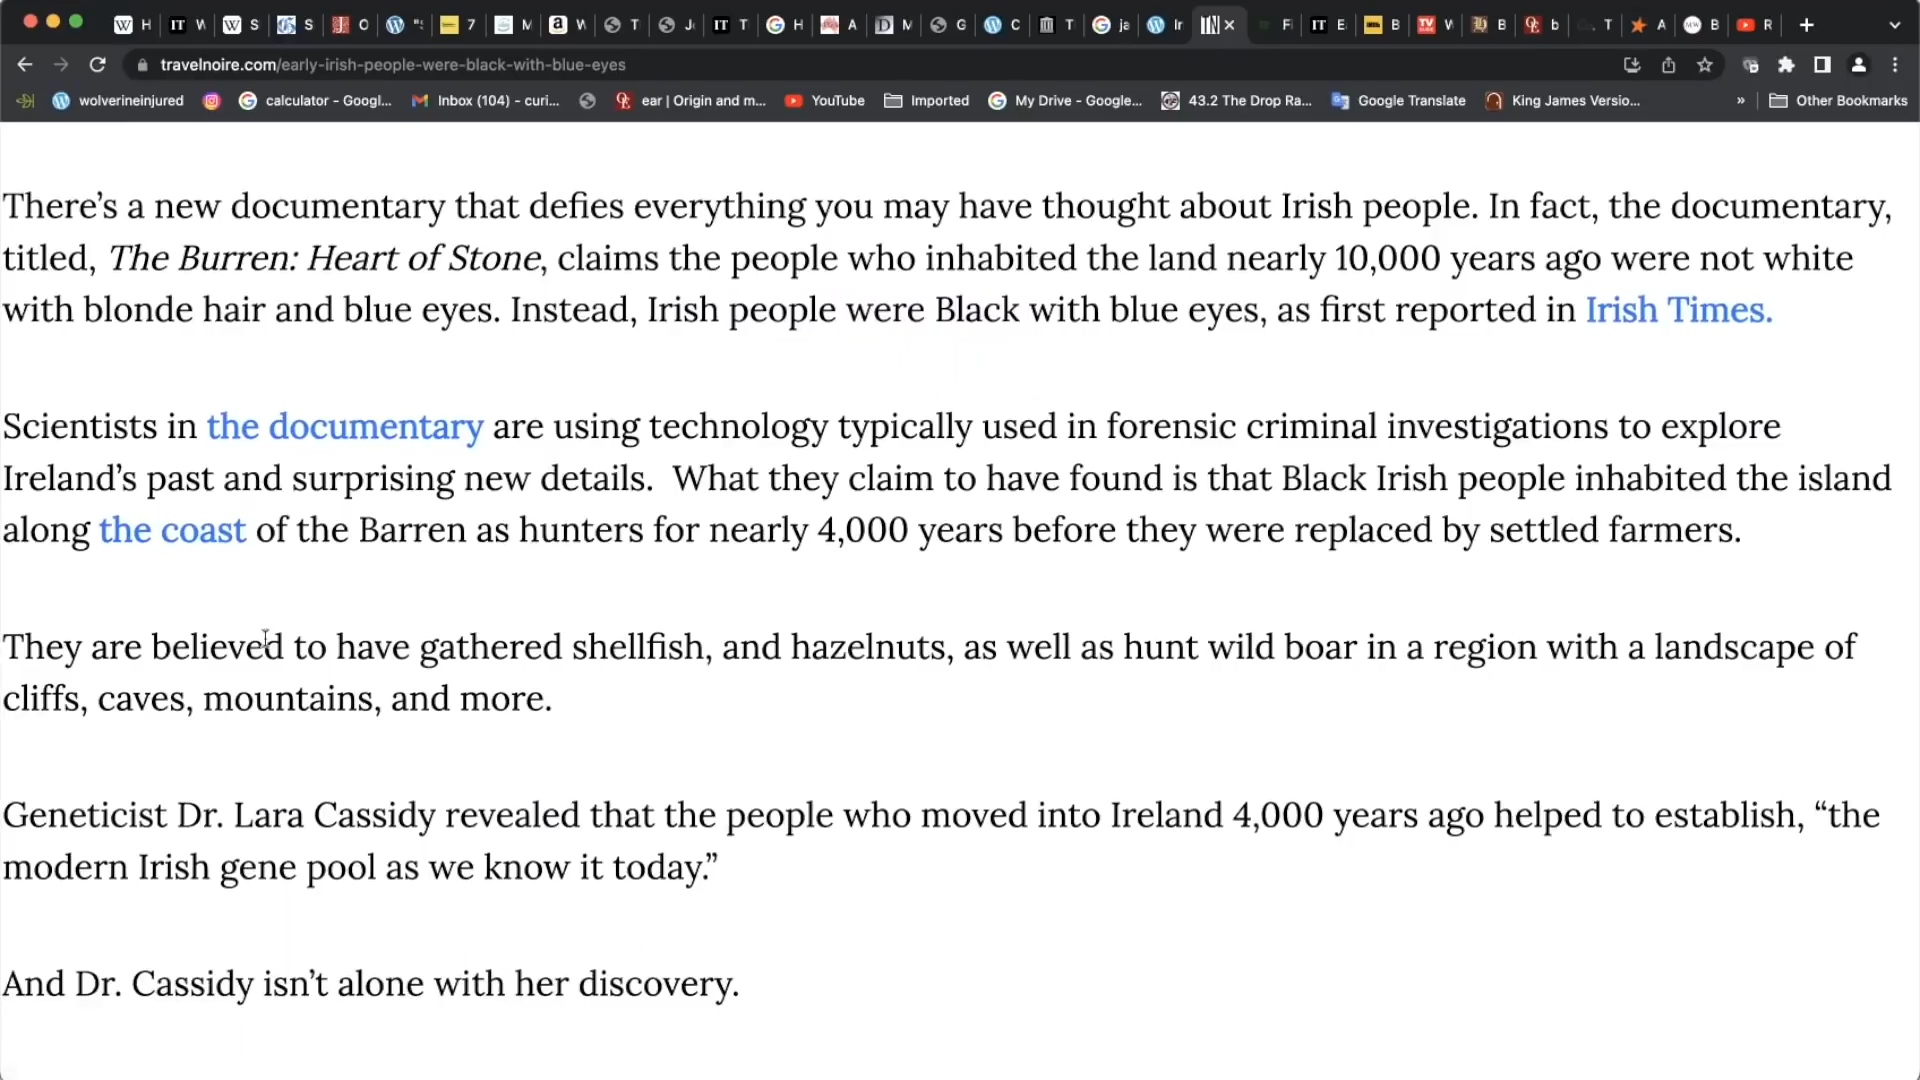 H W S S O "S 7 M W T J T H A M G C T ja Ir F E B V B b T A B R
travelnoire.com/early-irish-people-were-black-with-blue-eyes
wolverineinjured calculator - Googl... Inbox (104) - curi... ear | Origin and m... YouTube Imported My Drive - Google... 43.2 The Drop Ra... Google Translate King James Versio... » Other Bookmarks
There’s a new documentary that defies everything you may have thought about Irish people. In fact, the documentary,
titled, The Burren: Heart of Stone, claims the people who inhabited the land nearly 10,000 years ago were not white
with blonde hair and blue eyes. Instead, Irish people were Black with blue eyes, as first reported in Irish Times.
Scientists in the documentary are using technology typically used in forensic criminal investigations to explore
Ireland’s past and surprising new details. What they claim to have found is that Black Irish people inhabited the island
along the coast of the Barren as hunters for nearly 4,000 years before they were replaced by settled farmers.
They are believed to have gathered shellfish, and hazelnuts, as well as hunt wild boar in a region with a landscape of
cliffs, caves, mountains, and more.
Geneticist Dr. Lara Cassidy revealed that the people who moved into Ireland 4,000 years ago helped to establish, “the
modern Irish gene pool as we know it today.”
And Dr. Cassidy isn’t alone with her discovery.